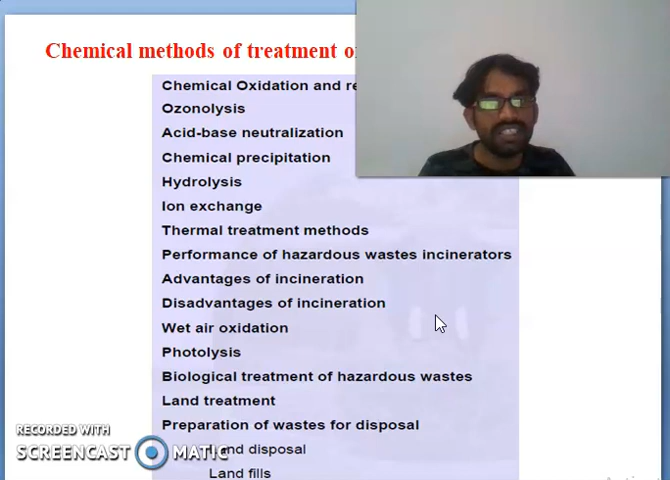 Chemical methods of treatment
Chemical Oxidation and
Ozonolysis
Acid-base neutralization
Chemical precipitation
Hydrolysis
Ion exchange
Thermal treatment methods
Performance of hazardous wastes incinerators
Advantages of incineration
Disadvantages of incineration
Wet air oxidation
Photolysis
Biological treatment of hazardous wastes
Land treatment
Preparation of wastes for disposal
Land disposal
Land fills
RECORDED WITH
SCREENCAST MATIC